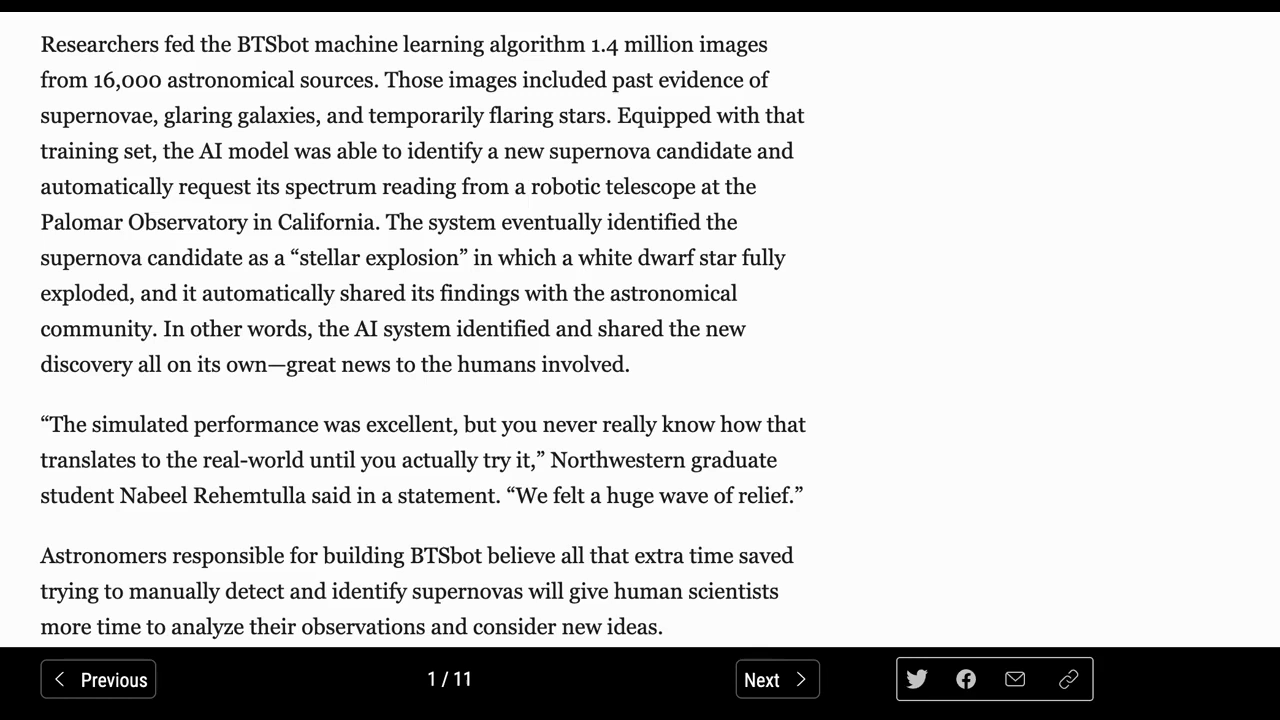 Researchers fed the BTSbot machine learning algorithm 1.4 million images
from 16,000 astronomical sources. Those images included past evidence of
supernovae, glaring galaxies, and temporarily flaring stars. Equipped with that
training set, the AI model was able to identify a new supernova candidate and
automatically request its spectrum reading from a robotic telescope at the
Palomar Observatory in California. The system eventually identified the
supernova candidate as a “stellar explosion” in which a white dwarf star fully
exploded, and it automatically shared its findings with the astronomical
community. In other words, the AI system identified and shared the new
discovery all on its own—great news to the humans involved.
“The simulated performance was excellent, but you never really know how that
translates to the real-world until you actually try it,” Northwestern graduate
student Nabeel Rehemtulla said in a statement. “We felt a huge wave of relief.”
Astronomers responsible for building BTSbot believe all that extra time saved
trying to manually detect and identify supernovas will give human scientists
more time to analyze their observations and consider new ideas.
Previous
1 / 11
Next